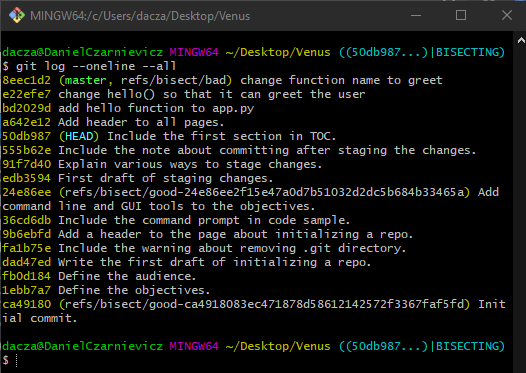 MINGW64:/c/Users/dacza/Desktop/Venus
dacza@DanielCzarnievicz MINGW64 ~/Desktop/Venus ((50db987...)|BISECTING)
$ git log --oneline --all
8eec1d2 (master, refs/bisect/bad) change function name to greet
e22efe7 change hello() so that it can greet the user
bd2029d add hello function to app.py
a642e12 Add header to all pages.
50db987 (HEAD) Include the first section in TOC.
555b62e Include the note about committing after staging the changes.
91f7d40 Explain various ways to stage changes.
edb3594 First draft of staging changes.
24e86ee (refs/bisect/good-24e86ee2f15e47a0d7b51032d2dc5b684b33465a) Add
command line and GUI tools to the objectives.
36cd6db Include the command prompt in code sample.
9b6ebfd Add a header to the page about initializing a repo.
fa1b75e Include the warning about removing .git directory.
dad47ed Write the first draft of initializing a repo.
fb0d184 Define the audience.
1ebb7a7 Define the objectives.
ca49180 (refs/bisect/good-ca4918083ec471878d58612142572f3367faf5fd) Init
ial commit.
dacza@DanielCzarnievicz MINGW64 ~/Desktop/Venus ((50db987...)|BISECTING)
$